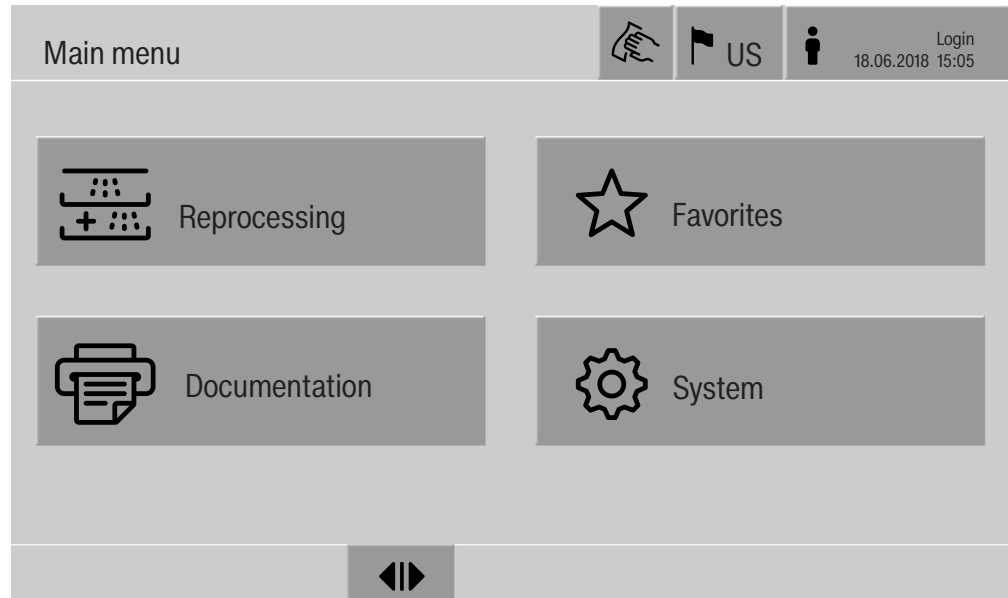 Main menu
US
Login
18.06.2018 15:05
Reprocessing
Favorites
Documentation
System